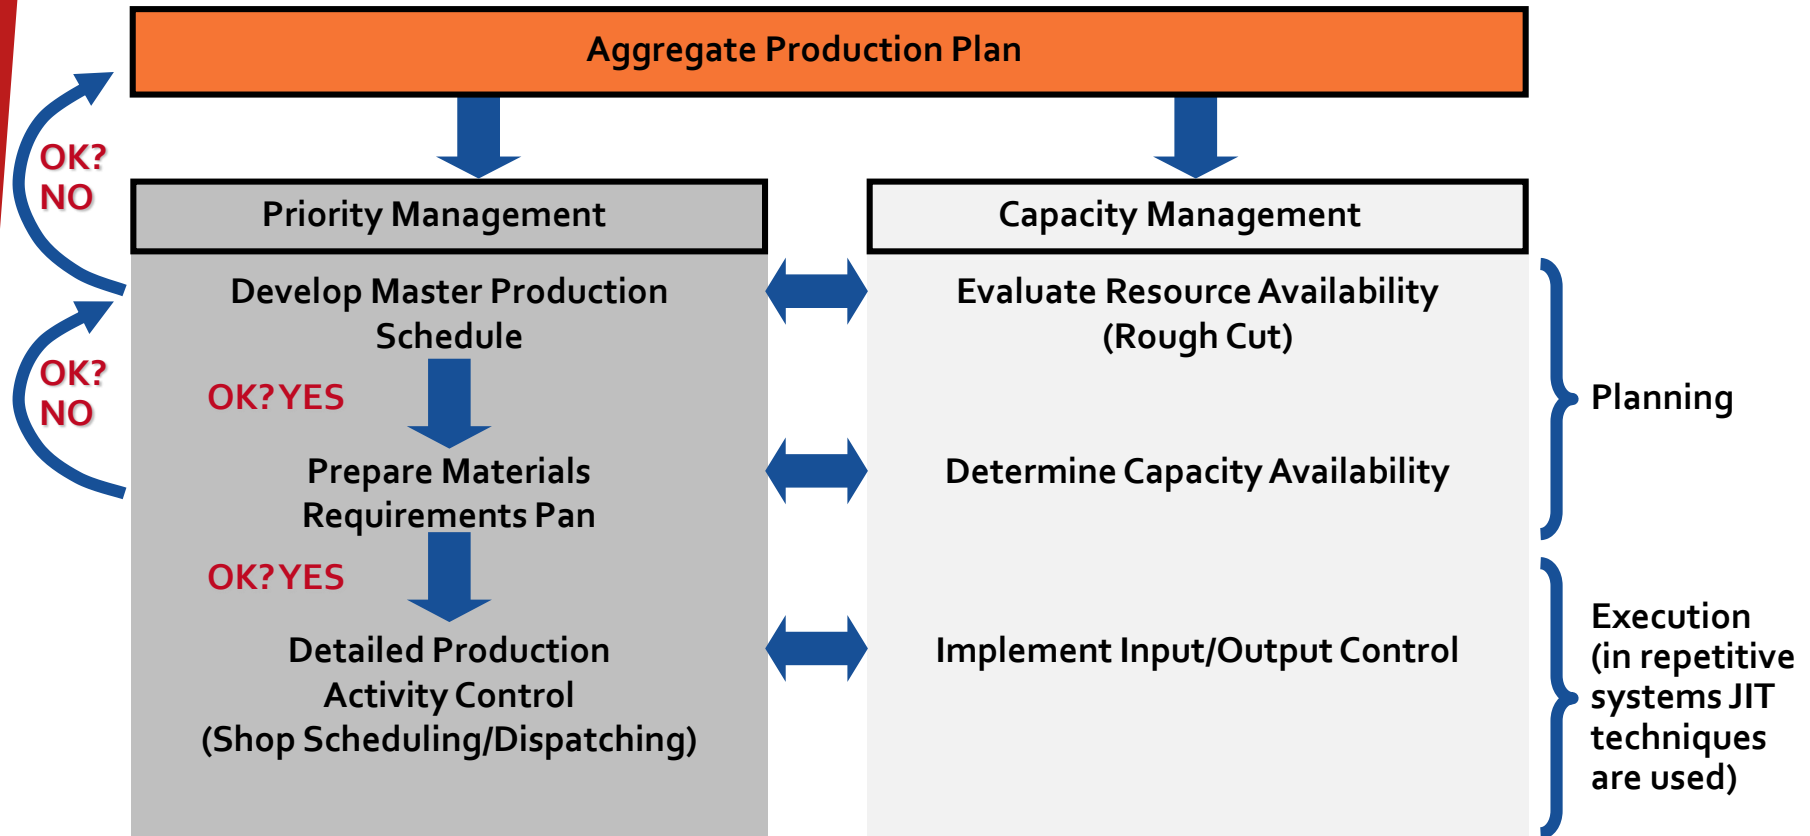 Aggregate Production Plan
OK?
NO
Priority Management
Capacity Management
Develop Master Production
Schedule
Evaluate Resource Availability
(Rough Cut)
OK?
NO
OK? YES
Planning
Prepare Materials
Requirements Pan
Determine Capacity Availability
OK? YES
Detailed Production
Activity Control
(Shop Scheduling/Dispatching)
Implement Input/Output Control
Execution
(in repetitive
systems JIT
techniques
are used)